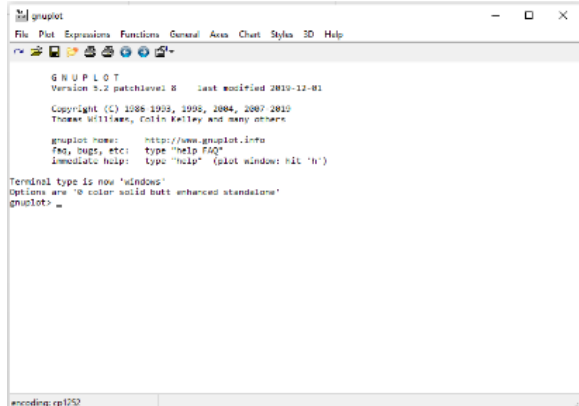 gnuplot
File Plot Expressions Functions General Axes Chart Styles 3D Help
G N U P L O T
Version 5.2 patchlevel 8    last modified 2019-12-01
Copyright (C) 1986-1993, 1998, 2004, 2007-2019
Thomas Williams, Colin Kelley and many others
gnuplot home:     http://www.gnuplot.info
faq, bugs, etc:   type "help FAQ"
immediate help:   type "help"  (plot window: hit 'h')
Terminal type is now 'windows'
Options are '0 color solid butt enhanced standalone'
gnuplot> _
encoding: cp1252